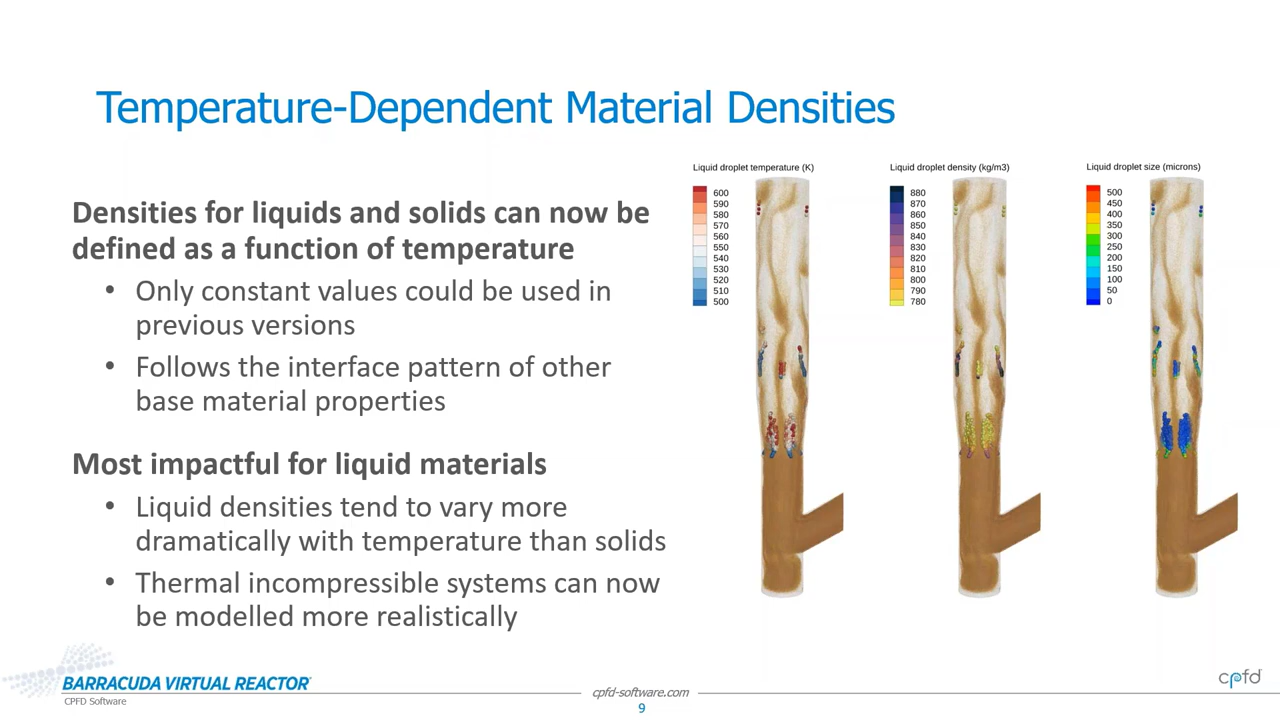 Temperature-Dependent Material Densities
Densities for liquids and solids can now be
defined as a function of temperature
• Only constant values could be used in
previous versions
• Follows the interface pattern of other
base material properties
Most impactful for liquid materials
• Liquid densities tend to vary more
dramatically with temperature than solids
• Thermal incompressible systems can now
be modelled more realistically
Liquid droplet temperature (K)
600
590
580
570
560
550
540
530
520
510
500
Liquid droplet density (kg/m3)
880
870
860
850
840
830
820
810
800
790
780
Liquid droplet size (microns)
500
450
400
350
300
250
200
150
100
50
0
BARRACUDA VIRTUAL REACTOR
CPFD Software
cpfd-software.com
9
cpfd